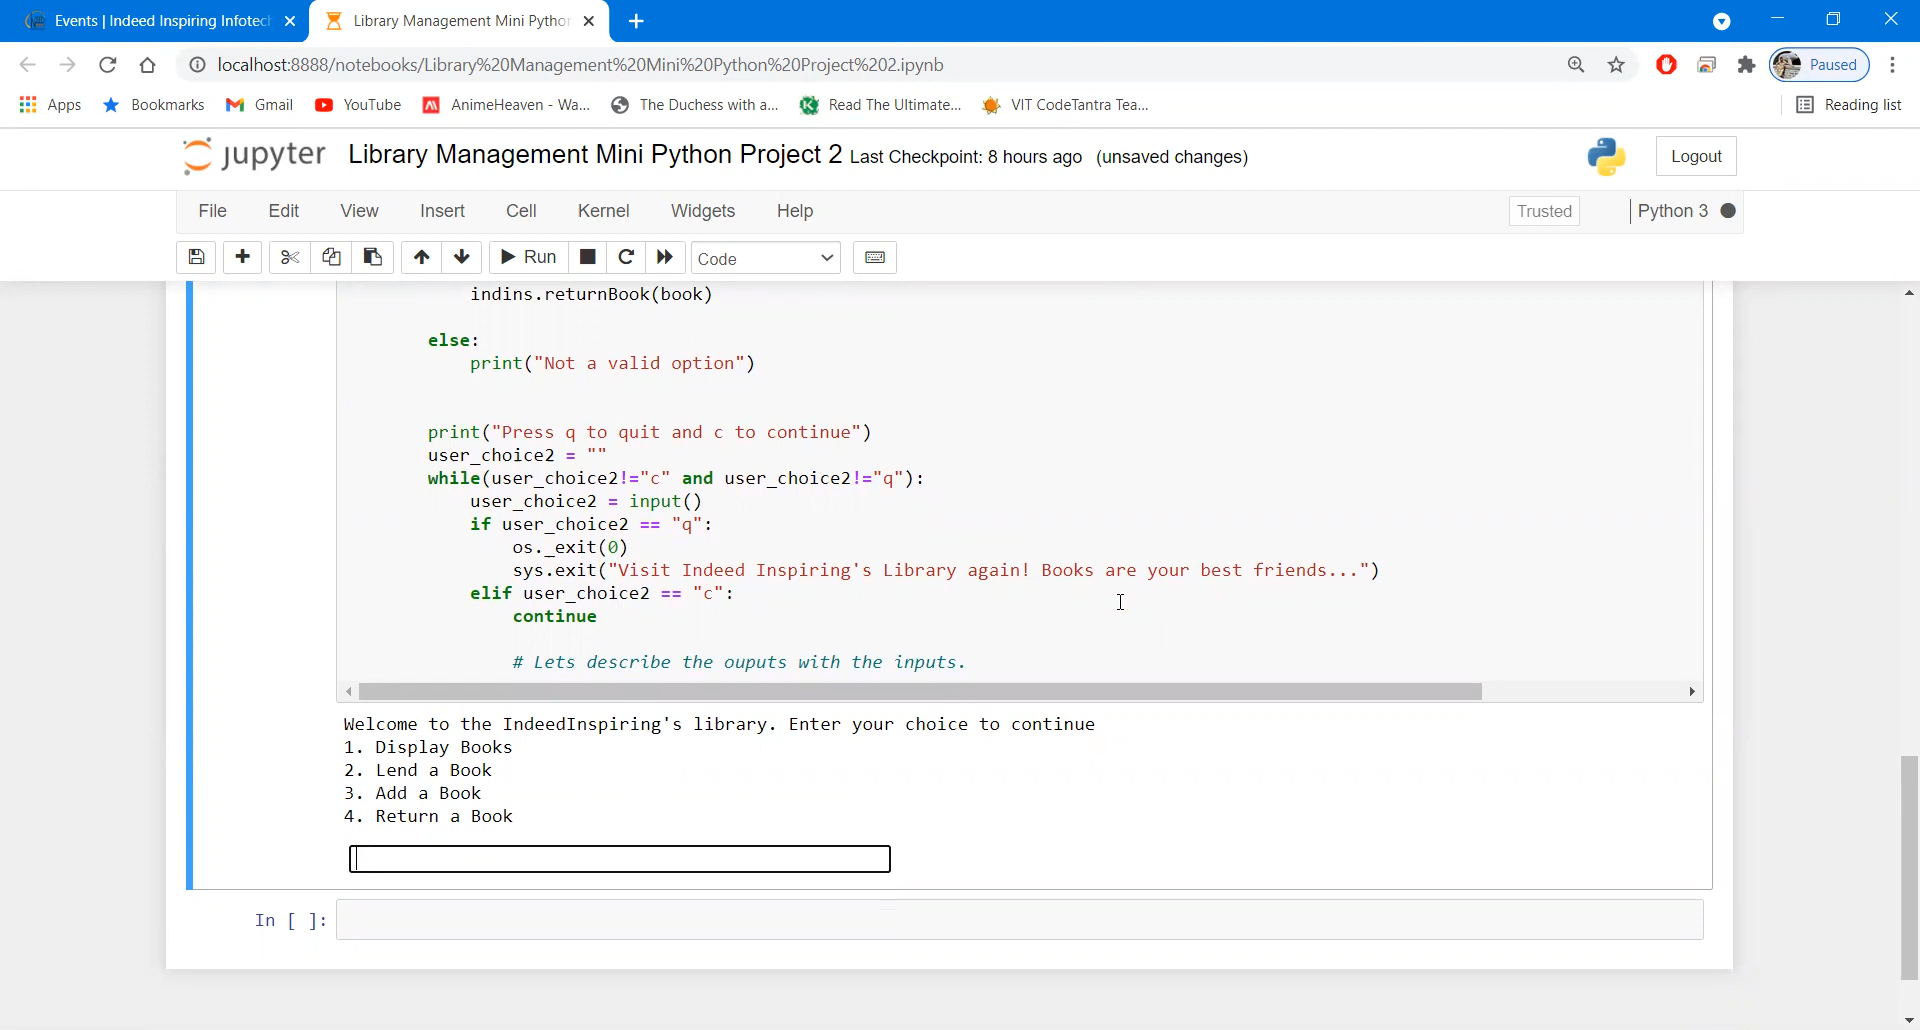 Events | Indeed Inspiring Infotech
Library Management Mini Python
localhost:8888/notebooks/Library%20Management%20Mini%20Python%20Project%202.ipynb
Paused
Apps
Bookmarks
Gmail
YouTube
AnimeHeaven - Wa...
The Duchess with a...
Read The Ultimate...
VIT CodeTantra Tea...
Reading list
jupyter
Library Management Mini Python Project 2 Last Checkpoint: 8 hours ago (unsaved changes)
Logout
File Edit View Insert Cell Kernel Widgets Help
Trusted
Python 3
Run
Code
indins.returnBook(book)
else:
print("Not a valid option")
print("Press q to quit and c to continue")
user_choice2 = ""
while(user_choice2!="c" and user_choice2!="q"):
user_choice2 = input()
if user_choice2 == "q":
os._exit(0)
sys.exit("Visit Indeed Inspiring's Library again! Books are your best friends...")
elif user_choice2 == "c":
continue
# Lets describe the ouputs with the inputs.
Welcome to the IndeedInspiring's library. Enter your choice to continue
1. Display Books
2. Lend a Book
3. Add a Book
4. Return a Book
In [ ]: